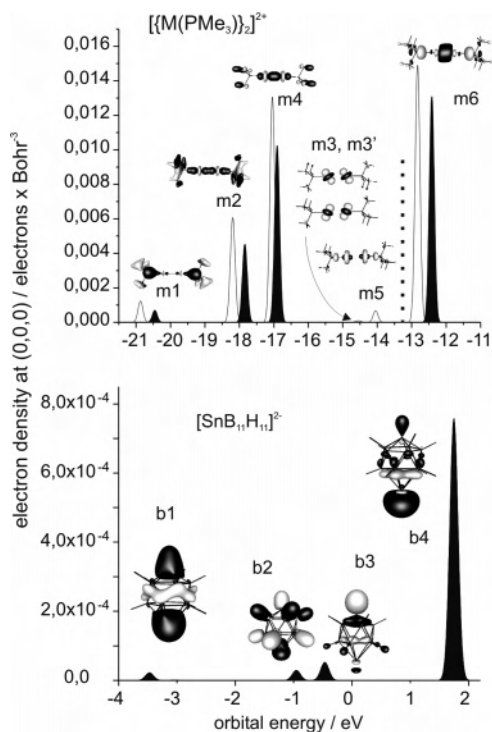 [{M(PMe₃)}₂]²⁺
electron density at (0,0,0) / electrons x Bohr⁻³
0,016
0,014
0,012
0,010
0,008
0,006
0,004
0,002
0,000
m1
m2
m4
m3, m3'
m5
m6
-21 -20 -19 -18 -17 -16 -15 -14 -13 -12 -11
[SnB₁₁H₁₁]²⁻
8,0x10⁻⁴
6,0x10⁻⁴
4,0x10⁻⁴
2,0x10⁻⁴
0,0
b1
b2
b3
b4
-4 -3 -2 -1 0 1 2
orbital energy / eV